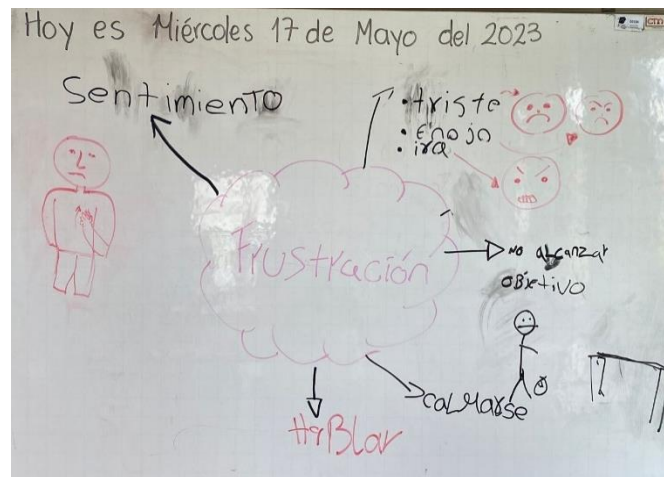 Hoy es Miércoles 17 de Mayo del 2023
Sentimiento
• triste
• Enojo
• ira
Frustración
No alcanzar
objetivo
calmarse
HaBlar